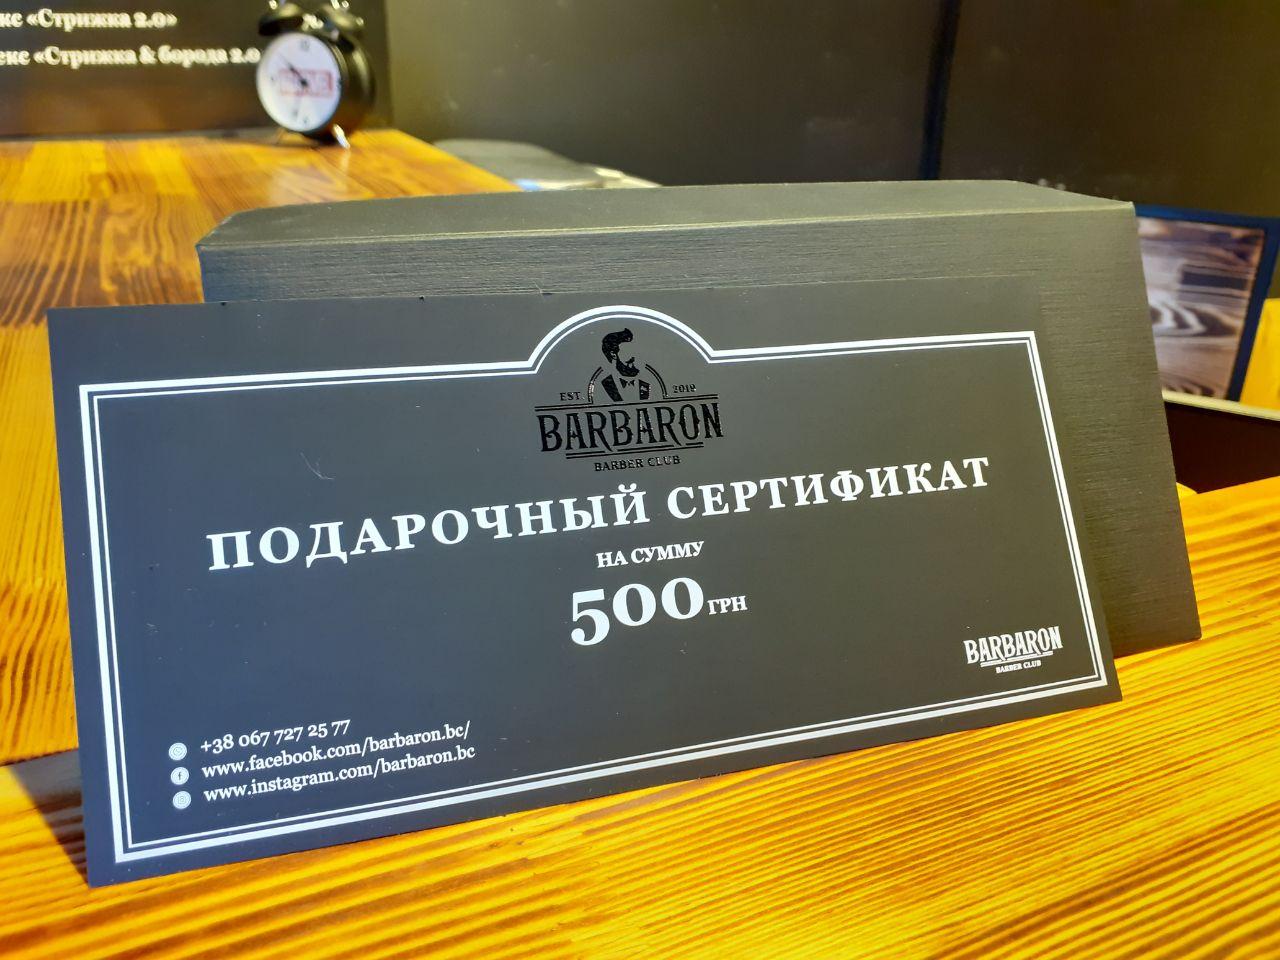 «Стрижка 2.0»
«Стрижка & борода 2.0
EST. 2019
BARBARON
BARBER CLUB
ПОДАРОЧНЫЙ СЕРТИФИКАТ
НА СУММУ
500 ГРН
BARBARON
BARBER CLUB
+38 067 727 25 77
www.facebook.com/barbaron.bc/
www.instagram.com/barbaron.bc